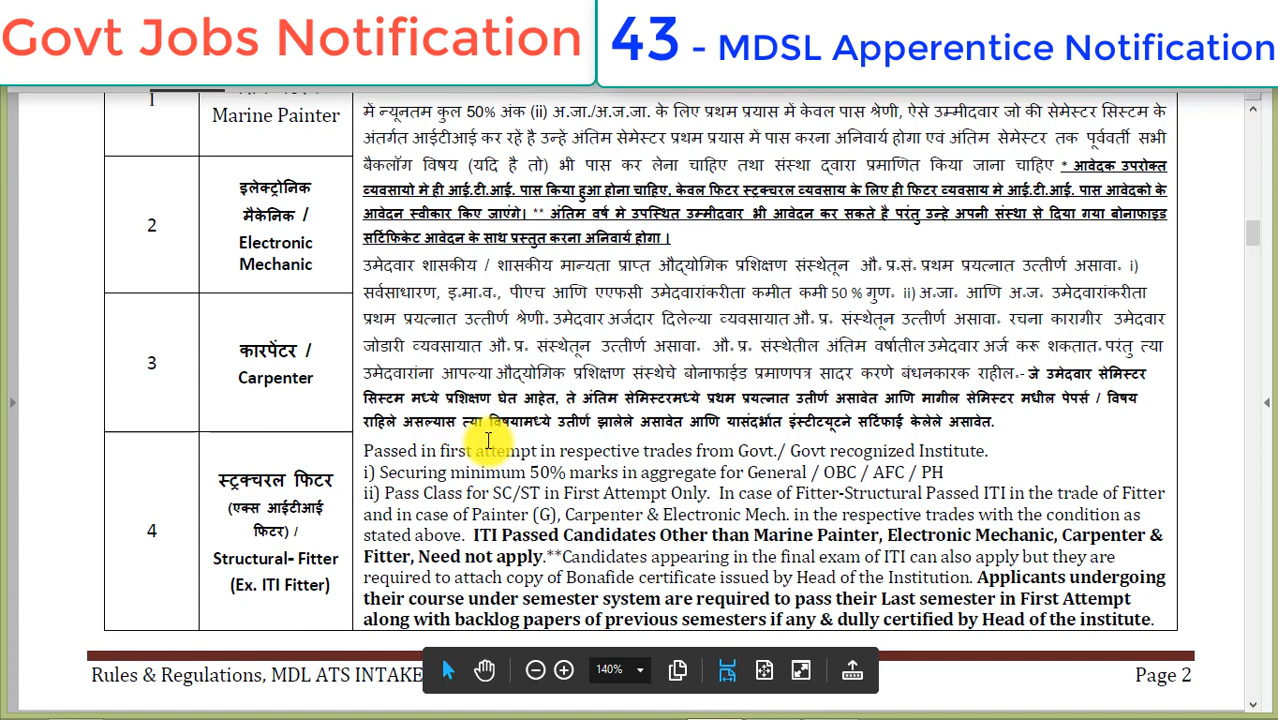 Govt Jobs Notification
43 - MDSL Apperentice Notification
1
Marine Painter
में न्यूनतम कुल 50% अंक (ii) अ.जा./अ.ज.जा. के लिए प्रथम प्रयास में केवल पास श्रेणी, ऐसे उम्मीदवार जो की सेमेस्टर सिस्टम के
अंतर्गत आईटीआई कर रहें है उन्हें अंतिम सेमेस्टर प्रथम प्रयास में पास करना अनिवार्य होगा एवं अंतिम सेमेस्टर तक पूर्ववर्ती सभी
बैकलॉग विषय (यदि है तो) भी पास कर लेना चाहिए तथा संस्था द्वारा प्रमाणित किया जाना चाहिए * आवेदक उपरोक्त
व्यवसायो मे ही आई.टी.आई. पास किया हुआ होना चाहिए, केवल फिटर स्ट्रक्चरल व्यवसाय के लिए ही फिटर व्यवसाय मे आई.टी.आई. पास आवेदको के
आवेदन स्वीकार किए जाएंगे। ** अंतिम वर्ष मे उपस्थित उम्मीदवार भी आवेदन कर सकते है परंतु उन्हे अपनी संस्था से दिया गया बोनाफाइड
सर्टिफिकेट आवेदन के साथ प्रस्तुत करना अनिवार्य होगा।
2
इलेक्ट्रोनिक
मैकेनिक /
Electronic
Mechanic
उमेदवार शासकीय / शासकीय मान्यता प्राप्त औद्योगिक प्रशिक्षण संस्थेतून औ. प्र.सं. प्रथम प्रयत्नात उत्तीर्ण असावा. i)
सर्वसाधारण, इ.मा.व., पीएच आणि एएफसी उमेदवारांकरीता कमीत कमी 50 % गुण. ii) अ.जा. आणि अ.ज. उमेदवारांकरीता
प्रथम प्रयत्नात उत्तीर्ण श्रेणी. उमेदवार अर्जदार दिलेल्या व्यवसायात औ. प्र. संस्थेतून उत्तीर्ण असावा. रचना कारागीर उमेदवार
जोडारी व्यवसायात औ. प्र. संस्थेतून उत्तीर्ण असावा. औ. प्र. संस्थेतील अंतिम वर्षातील उमेदवार अर्ज करू शकतात. परंतु त्या
उमेदवारांना आपल्या औद्योगिक प्रशिक्षण संस्थेचे बोनाफाईड प्रमाणपत्र सादर करणे बंधनकारक राहील.- जे उमेदवार सेमिस्टर
सिस्टम मध्ये प्रशिक्षण घेत आहेत, ते अंतिम सेमिस्टरमध्ये प्रथम प्रयत्नात उतीर्ण असावेत आणि मागील सेमिस्टर मधील पेपर्स / विषय
राहिले असल्यास त्या विषयामध्ये उतीर्ण झालेले असावेत आणि यासंदर्भात इंस्टीटयूटने सर्टिफाई केलेले असावेत.
3
कारपेंटर /
Carpenter
4
स्ट्रक्चरल फिटर
(एक्स आईटीआई
फिटर) /
Structural- Fitter
(Ex. ITI Fitter)
Passed in first attempt in respective trades from Govt./ Govt recognized Institute.
i) Securing minimum 50% marks in aggregate for General / OBC / AFC / PH
ii) Pass Class for SC/ST in First Attempt Only. In case of Fitter-Structural Passed ITI in the trade of Fitter
and in case of Painter (G), Carpenter & Electronic Mech. in the respective trades with the condition as
stated above. ITI Passed Candidates Other than Marine Painter, Electronic Mechanic, Carpenter &
Fitter, Need not apply.**Candidates appearing in the final exam of ITI can also apply but they are
required to attach copy of Bonafide certificate issued by Head of the Institution. Applicants undergoing
their course under semester system are required to pass their Last semester in First Attempt
along with backlog papers of previous semesters if any & dully certified by Head of the institute.
Rules & Regulations, MDL ATS INTAKE
140%
Page 2